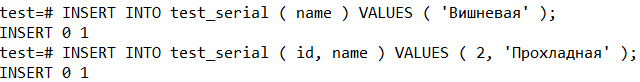 test=# INSERT INTO test_serial ( name ) VALUES ( 'Вишневая' );
INSERT 0 1
test=# INSERT INTO test_serial ( id, name ) VALUES ( 2, 'Прохладная' );
INSERT 0 1